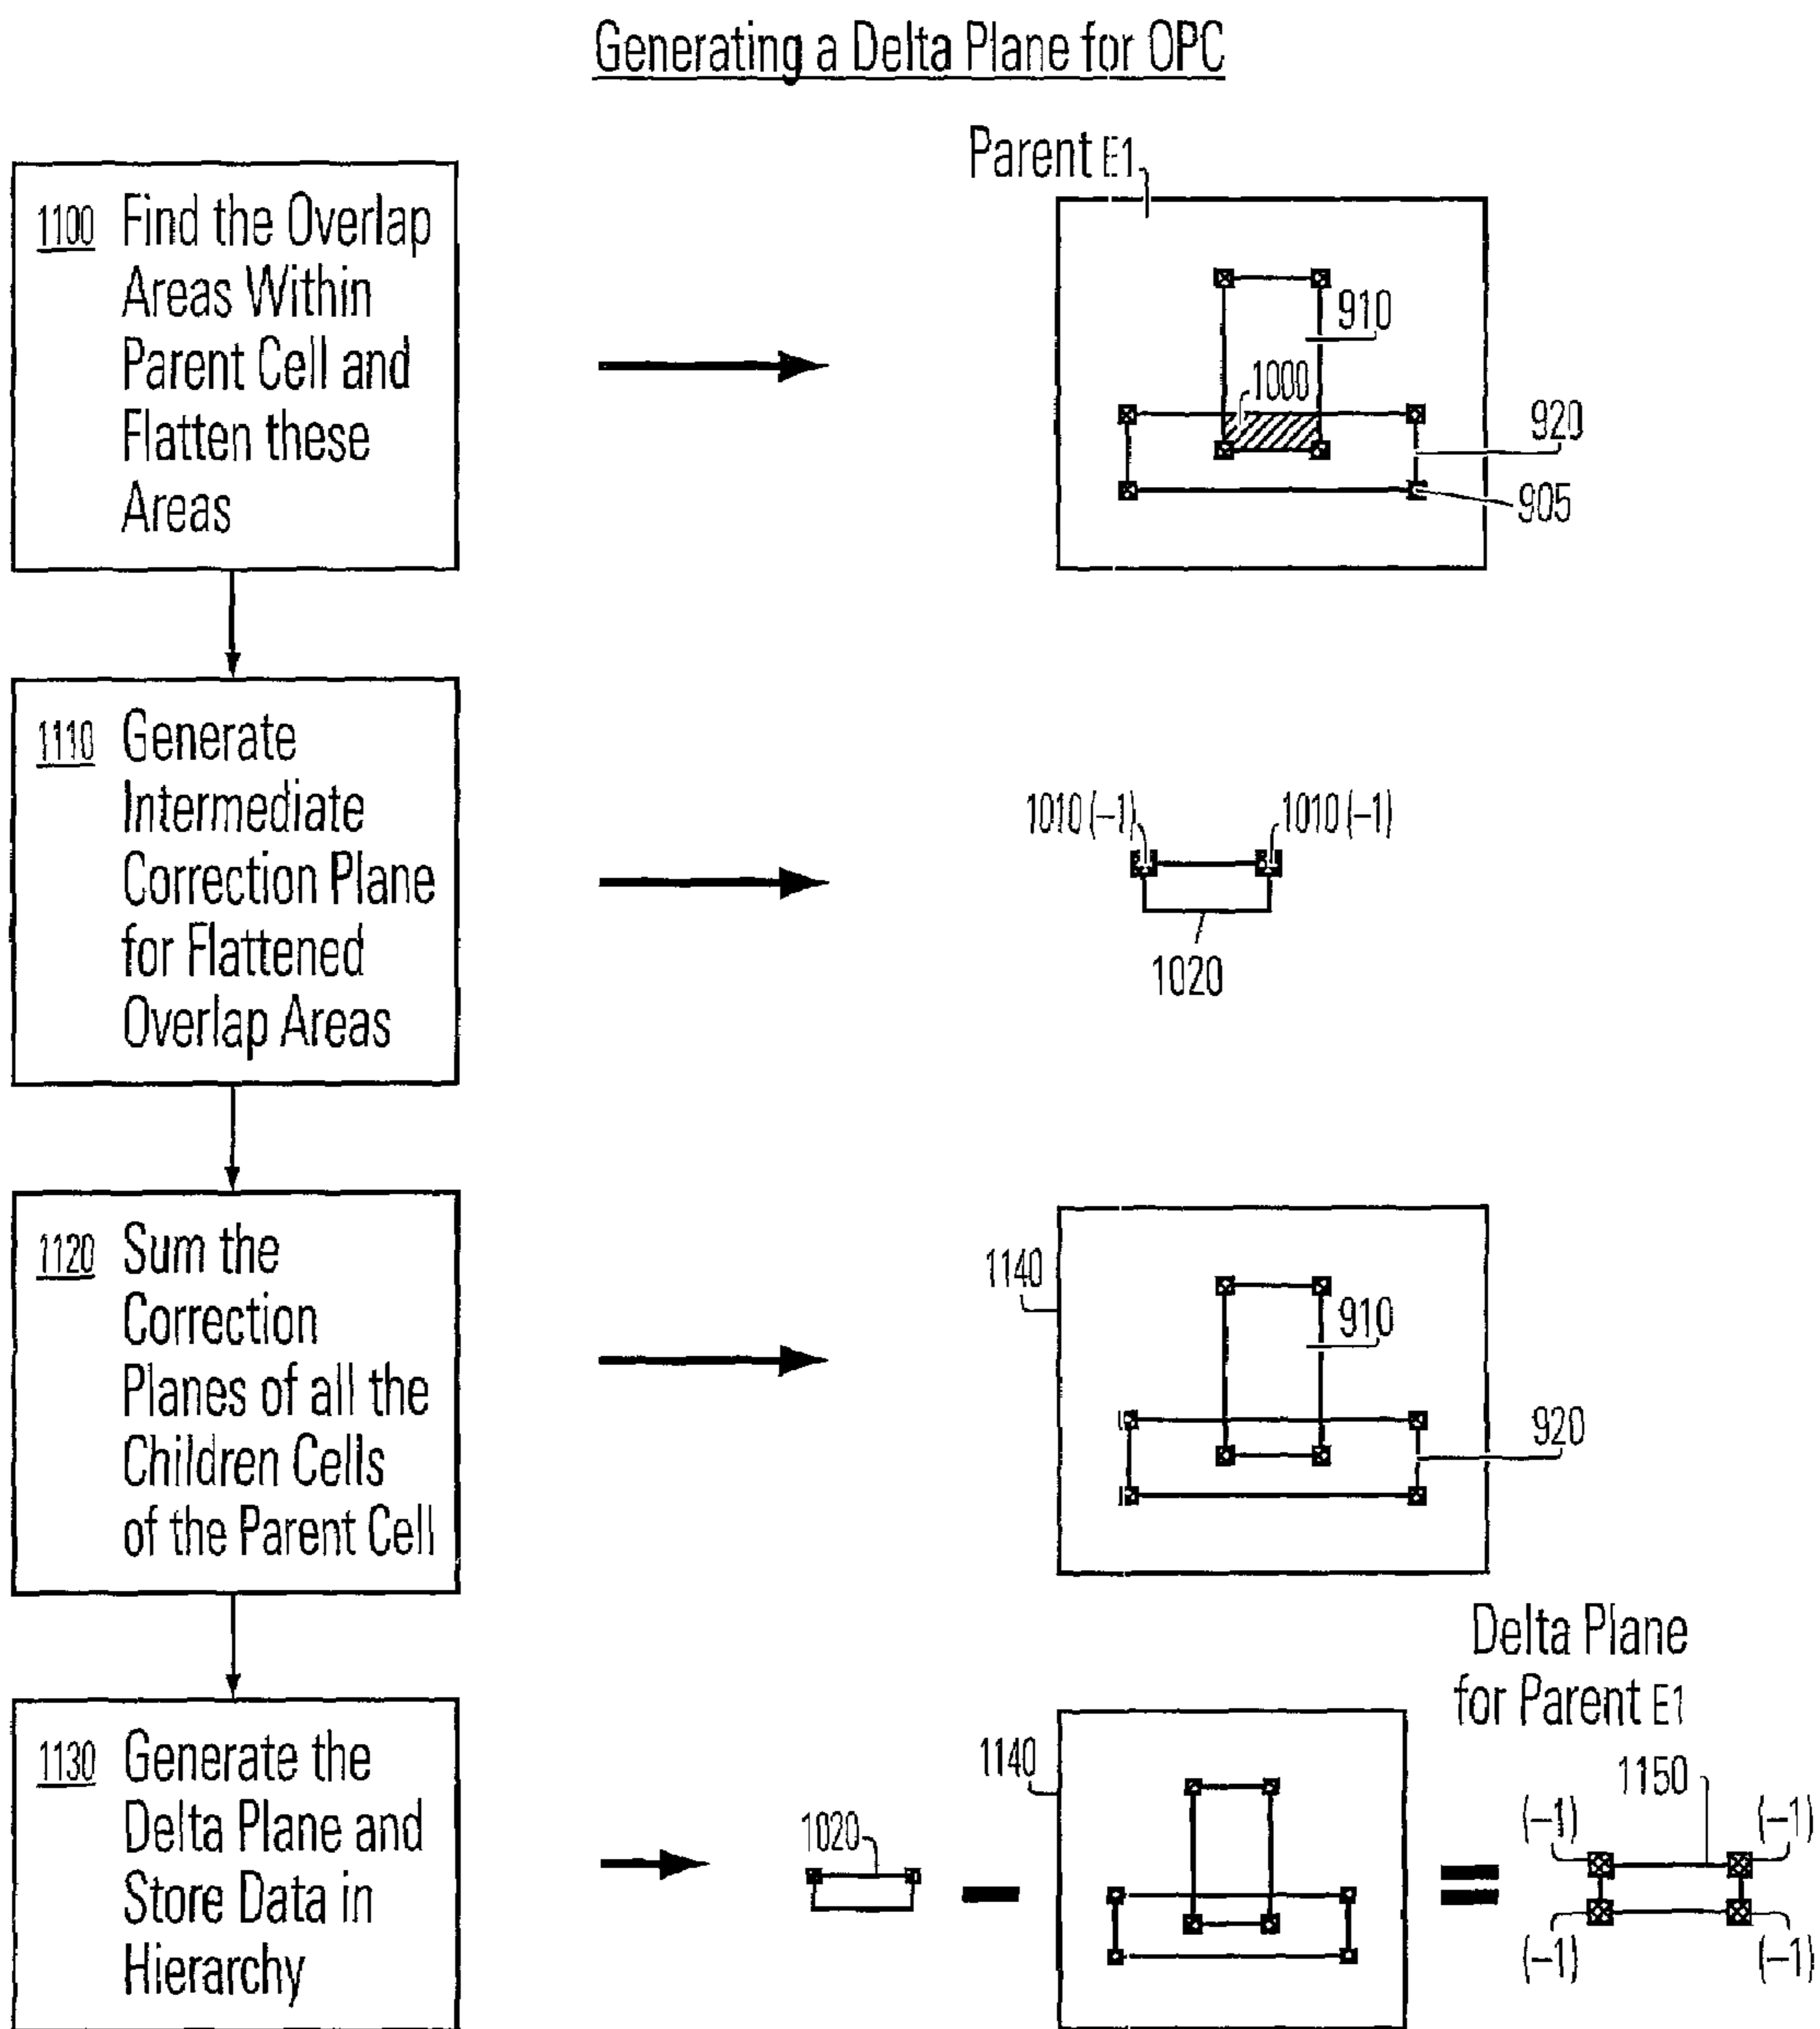 Generating a Delta Plane for OPC
1100 Find the Overlap
Areas Within
Parent Cell and
Flatten these
Areas
Parent E1
910
1000
920
905
1110 Generate
Intermediate
Correction Plane
for Flattened
Overlap Areas
1010 (-1)
1010 (-1)
1020
1120 Sum the
Correction
Planes of all the
Children Cells
of the Parent Cell
1140
910
920
1130 Generate the
Delta Plane and
Store Data in
Hierarchy
1020
1140
Delta Plane
for Parent E1
1150
(-1)
(-1)
(-1)
(-1)